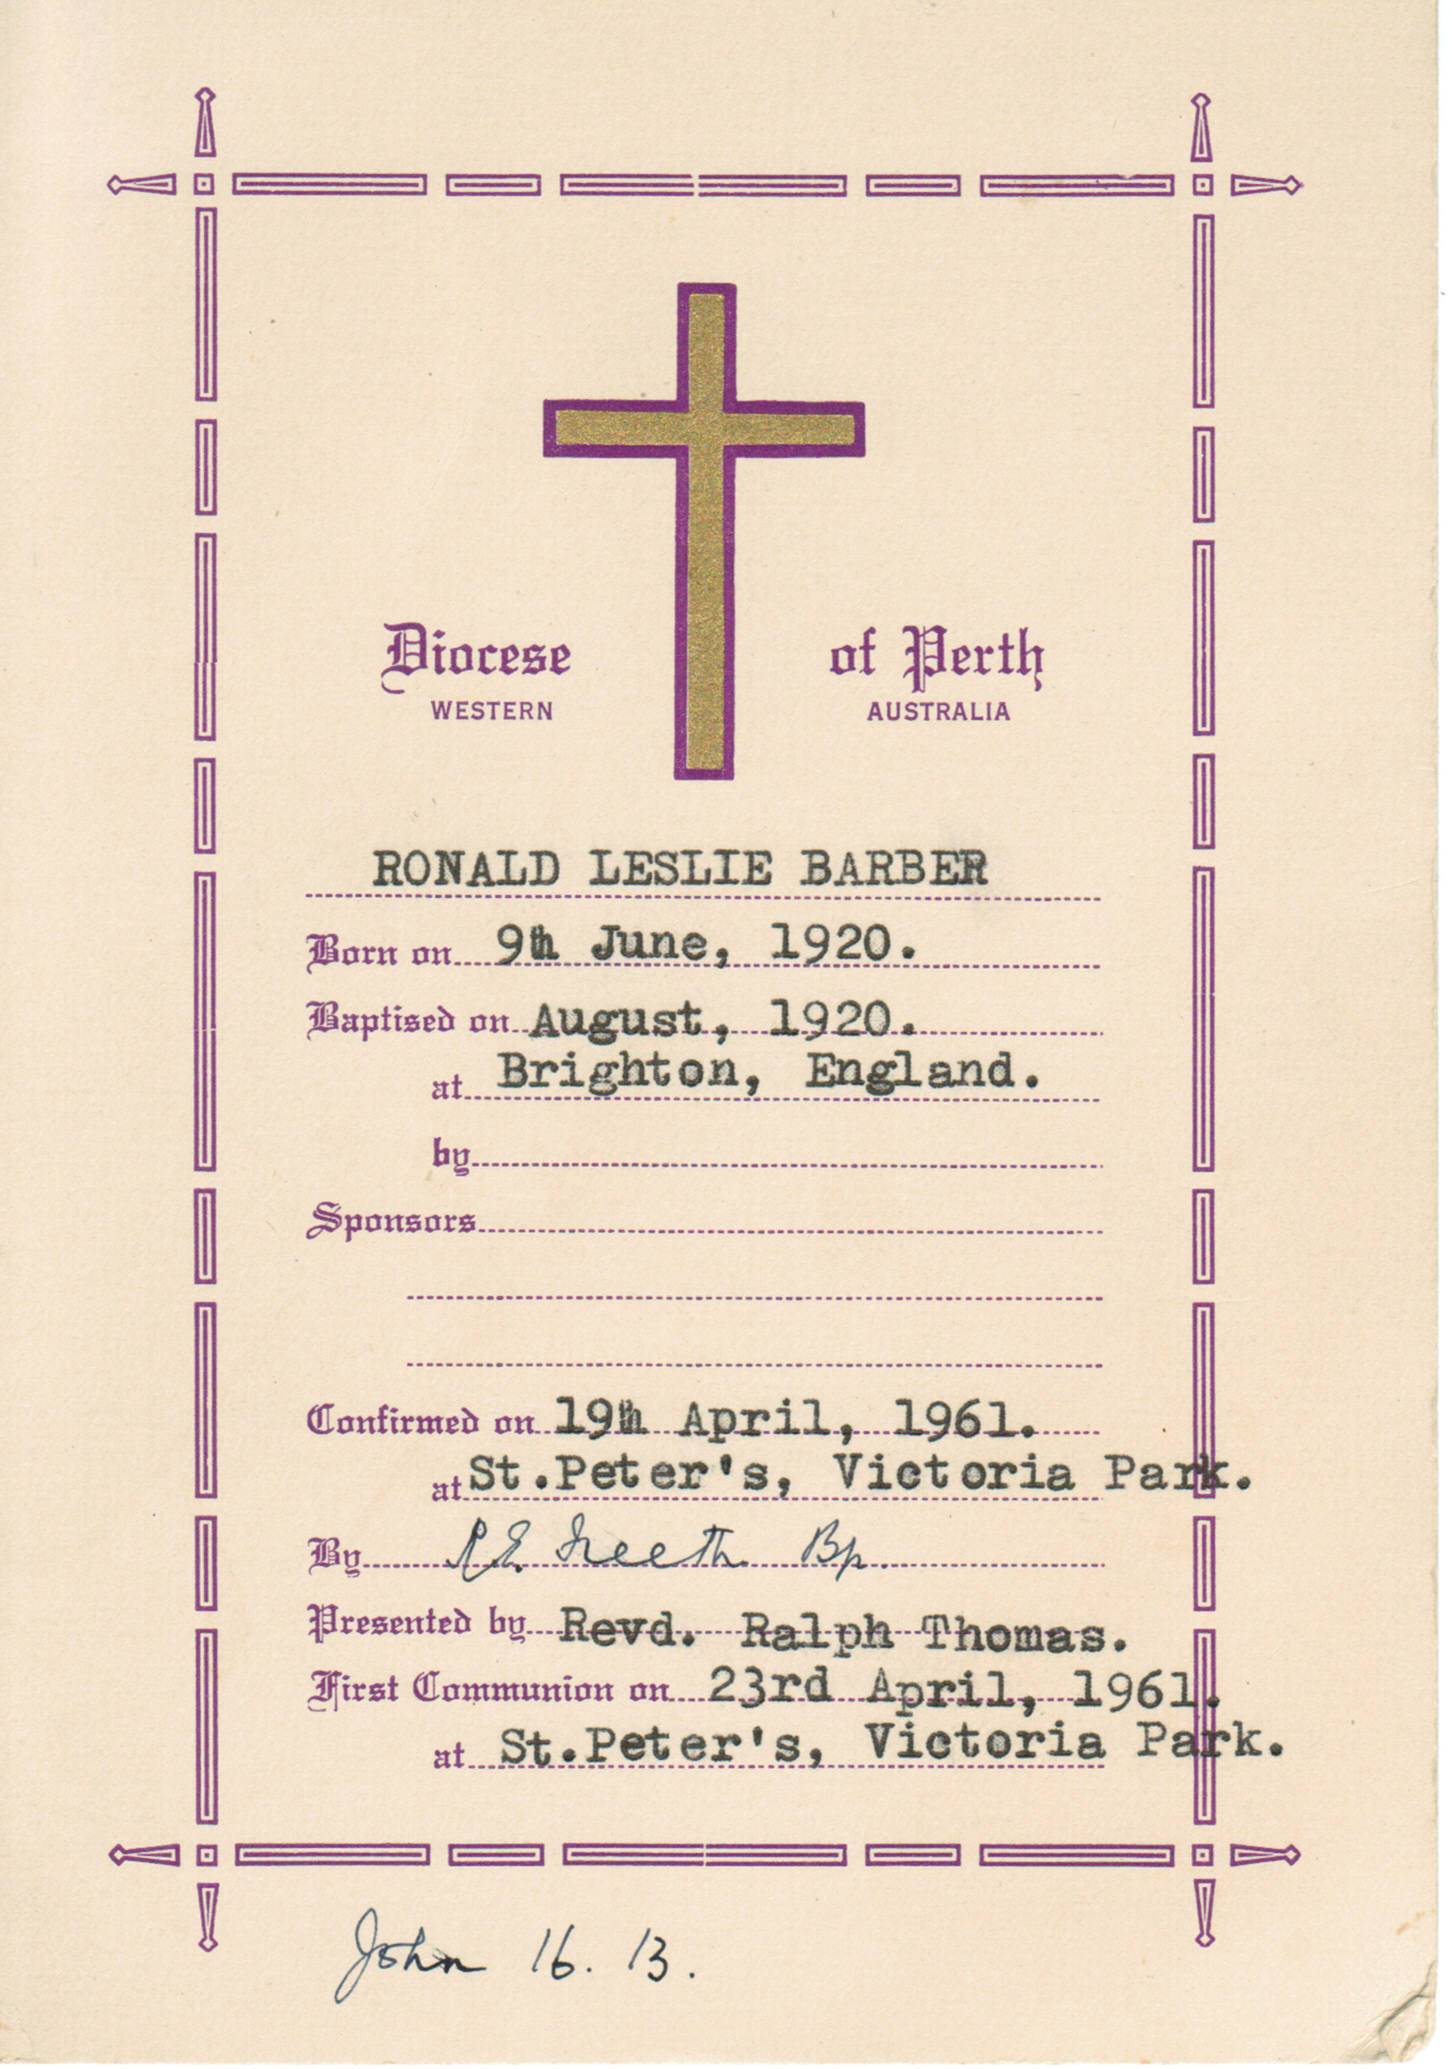 Diocese of Perth
WESTERN AUSTRALIA
RONALD LESLIE BARBER
Born on 9th June, 1920.
Baptised on August, 1920.
at Brighton, England.
by
Sponsors
Confirmed on 19th April, 1961.
at St.Peter's, Victoria Park.
By R E Freeth Bp.
Presented by Revd. Ralph Thomas.
First Communion on 23rd April, 1961.
at St.Peter's, Victoria Park.
John 16. 13.